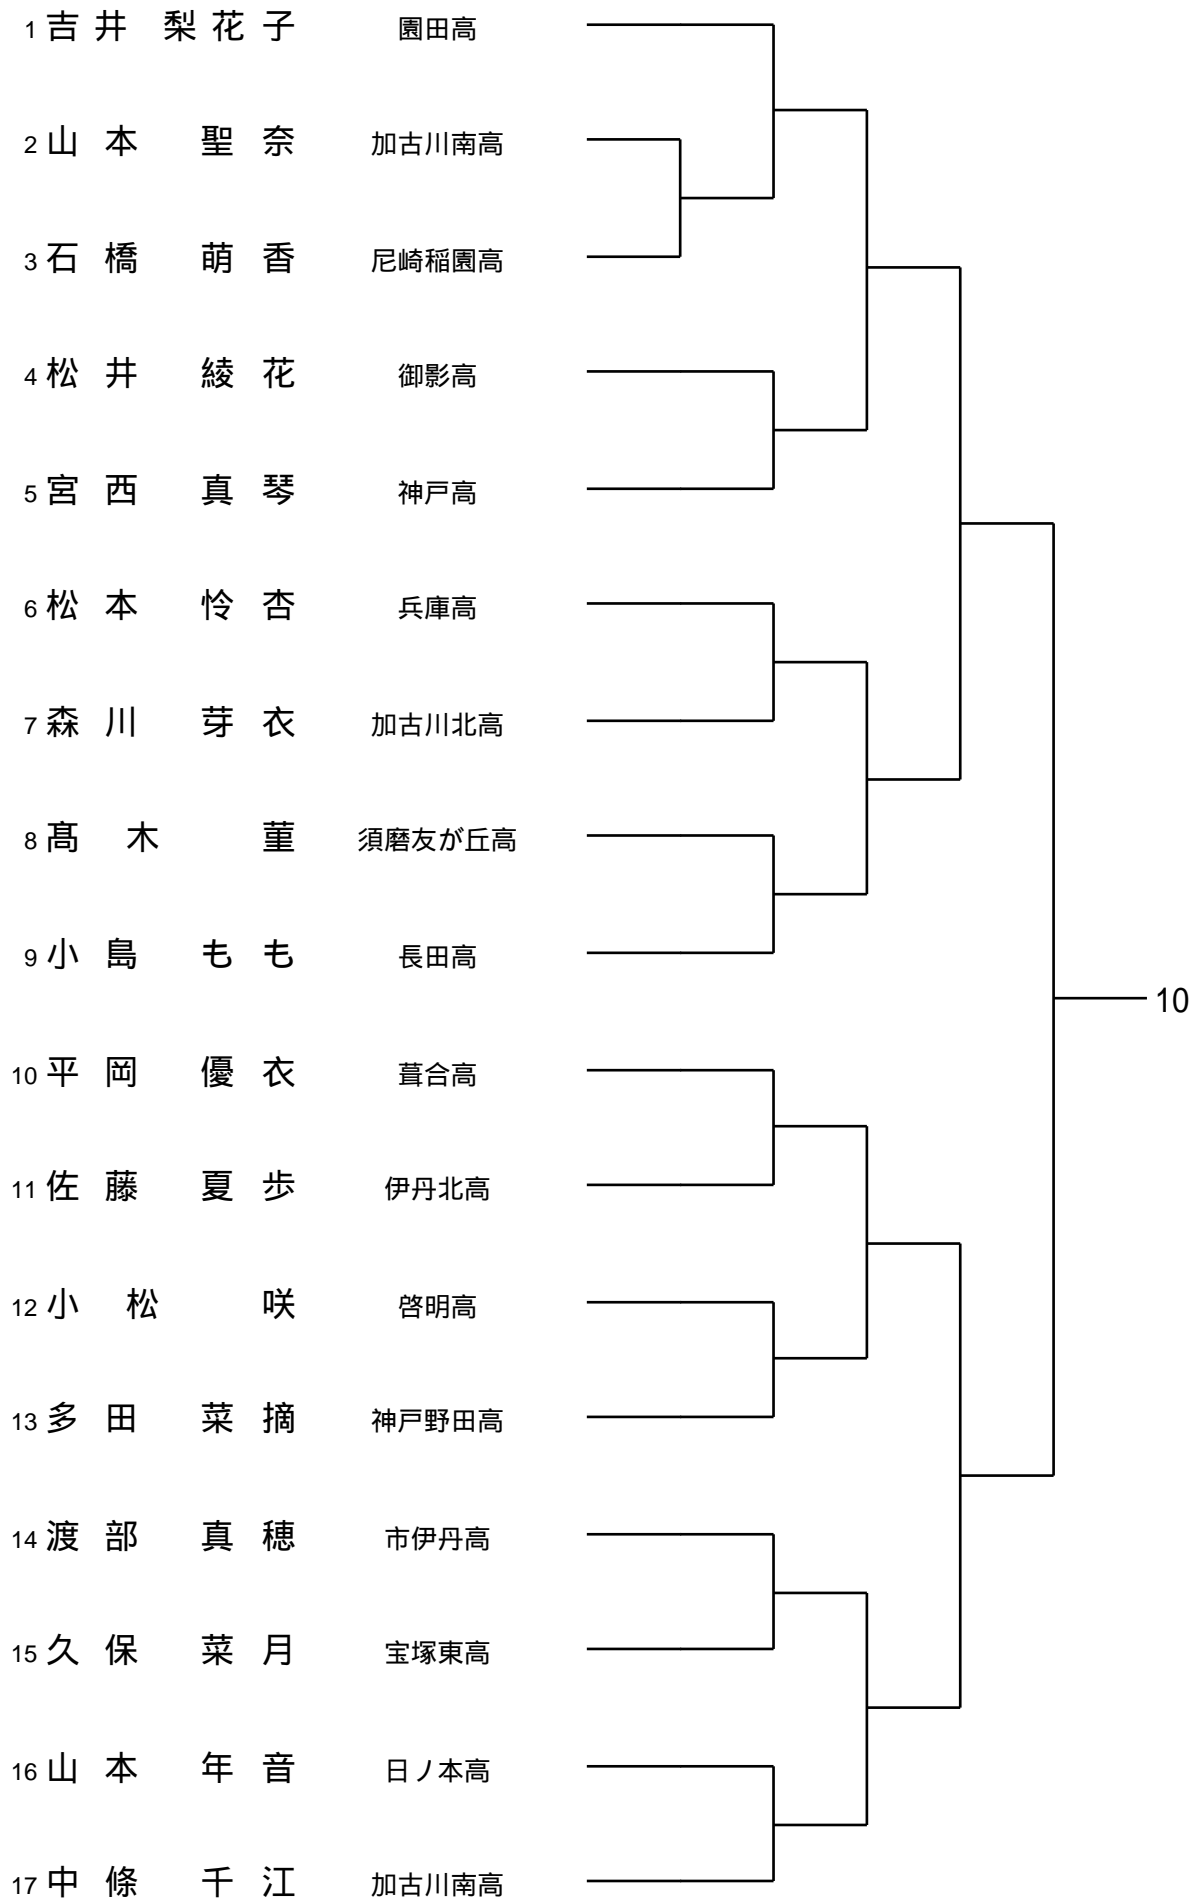 1 吉井 梨花子 園田高
2 山本 聖奈 加古川南高
3 石橋 萌香 尼崎稲園高
4 松井 綾花 御影高
5 宮西 真琴 神戸高
6 松本 怜杏 兵庫高
7 森川 芽衣 加古川北高
8 髙木 菫 須磨友が丘高
9 小島 もも 長田高
10
10 平岡 優衣 葺合高
11 佐藤 夏歩 伊丹北高
12 小松 咲 啓明高
13 多田 菜摘 神戸野田高
14 渡部 真穂 市伊丹高
15 久保 菜月 宝塚東高
16 山本 年音 日ノ本高
17 中條 千江 加古川南高